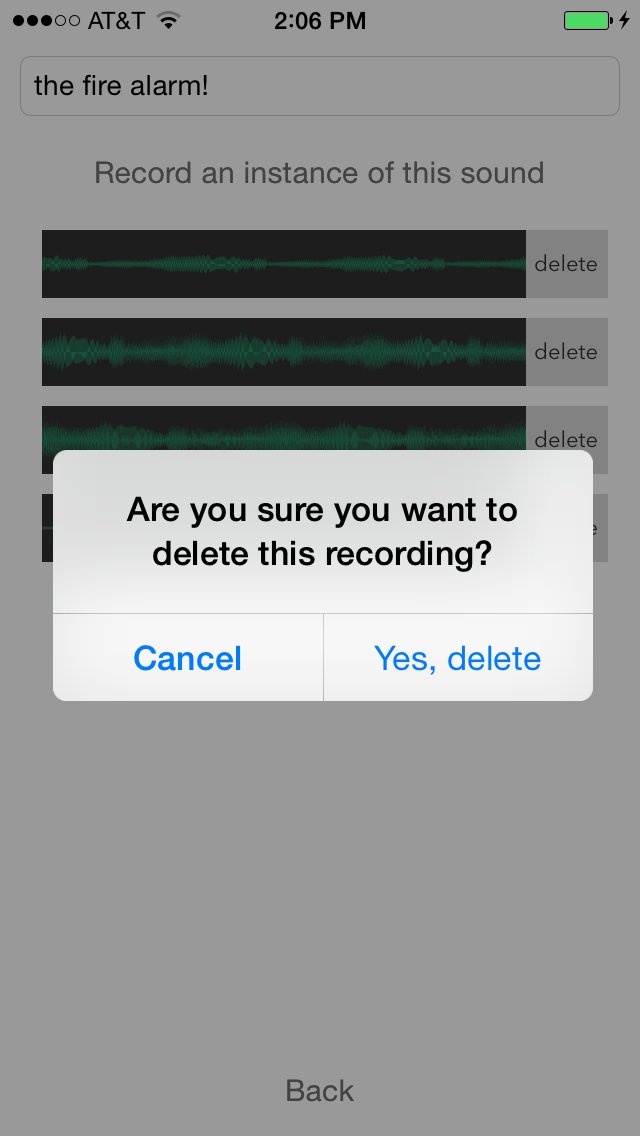 AT&T 2:06 PM
the fire alarm!
Record an instance of this sound
delete
delete
delete
Are you sure you want to
delete this recording?
Cancel Yes, delete
Back